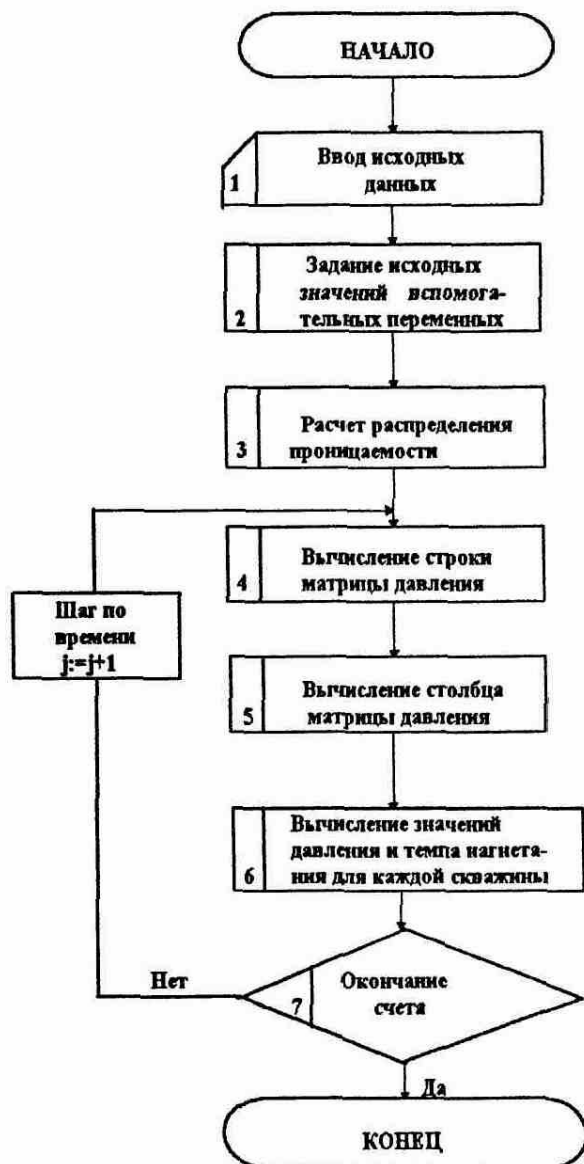 НАЧАЛО
Ввод исходных
данных
1
Задание исходных
значений вспомога-
тельных переменных
2
Расчет распределения
проницаемости
3
Вычисление строки
матрицы давления
4
Шаг по
времени
j:=j+1
Вычисление столбца
матрицы давления
5
Вычисление значений
давления и темпа нагнета-
ния для каждой скважины
6
Нет
Окончание
счета
7
Да
КОНЕЦ